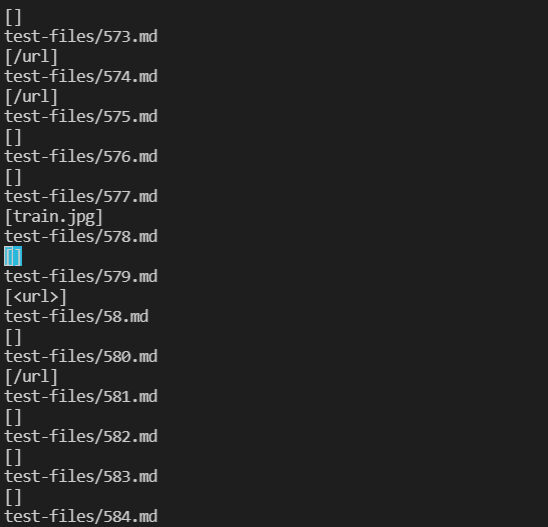 []
test-files/573.md
[/url]
test-files/574.md
[/url]
test-files/575.md
[]
test-files/576.md
[]
test-files/577.md
[train.jpg]
test-files/578.md
[]
test-files/579.md
[<url>]
test-files/58.md
[]
test-files/580.md
[/url]
test-files/581.md
[]
test-files/582.md
[]
test-files/583.md
[]
test-files/584.md